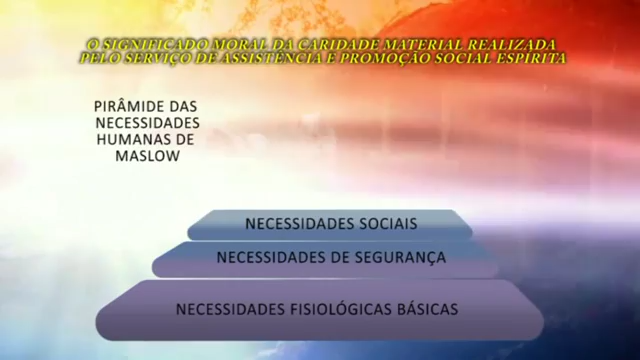 O SIGNIFICADO MORAL DA CARIDADE MATERIAL REALIZADA
PELO SERVIÇO DE ASSISTÊNCIA E PROMOÇÃO SOCIAL ESPÍRITA
PIRÂMIDE DAS
NECESSIDADES
HUMANAS DE
MASLOW
NECESSIDADES SOCIAIS
NECESSIDADES DE SEGURANÇA
NECESSIDADES FISIOLÓGICAS BÁSICAS